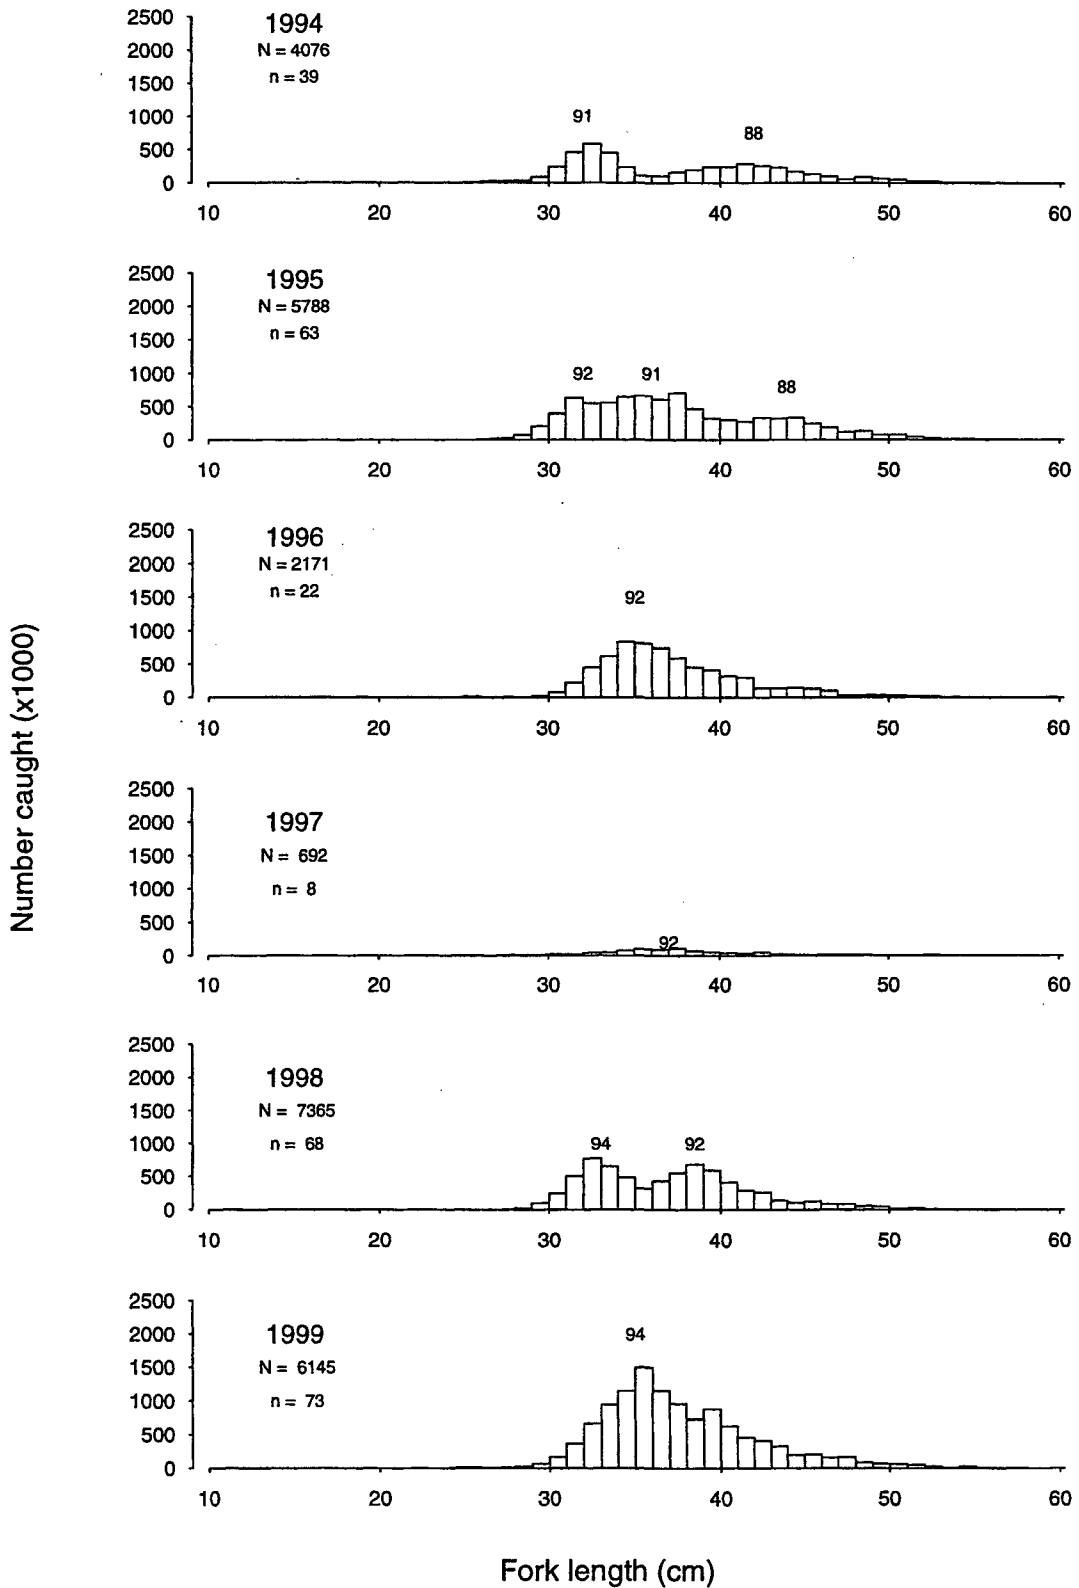 Number caught (x1000)
2500
2000
1500
1000
500
0
1994
N = 4076
n = 39
91
88
10 20 30 40 50 60
2500
2000
1500
1000
500
0
1995
N = 5788
n = 63
92
91
88
10 20 30 40 50 60
2500
2000
1500
1000
500
0
1996
N = 2171
n = 22
92
10 20 30 40 50 60
2500
2000
1500
1000
500
0
1997
N = 692
n = 8
92
10 20 30 40 50 60
2500
2000
1500
1000
500
0
1998
N = 7365
n = 68
94
92
10 20 30 40 50 60
2500
2000
1500
1000
500
0
1999
N = 6145
n = 73
94
10 20 30 40 50 60
Fork length (cm)